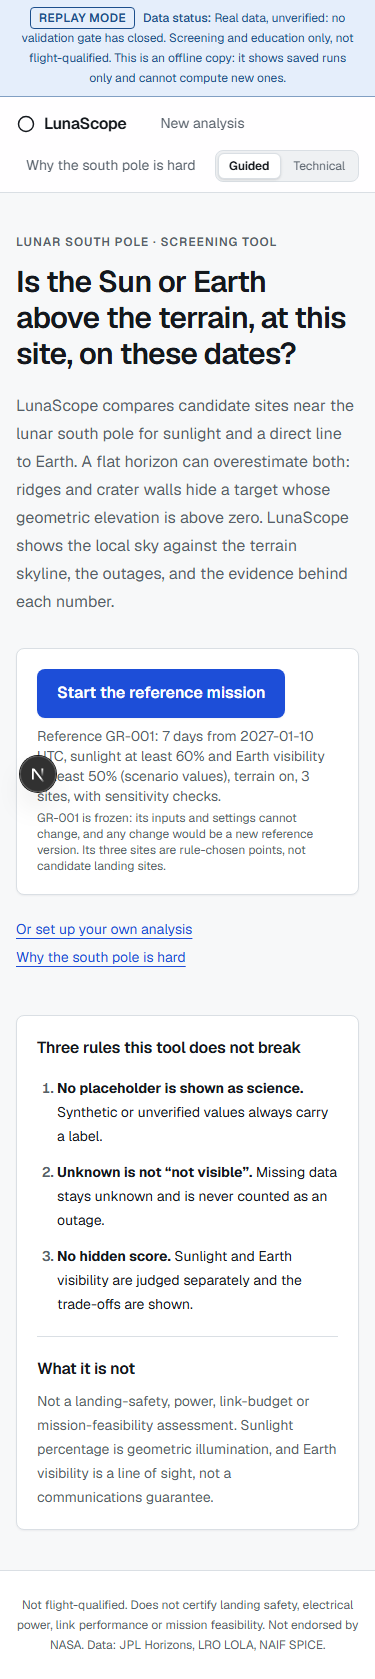 REPLAY MODE Data status: Real data, unverified: no
validation gate has closed. Screening and education only, not
flight-qualified. This is an offline copy: it shows saved runs
only and cannot compute new ones.
LunaScope New analysis
Why the south pole is hard Guided Technical
LUNAR SOUTH POLE · SCREENING TOOL
Is the Sun or Earth
above the terrain, at this
site, on these dates?
LunaScope compares candidate sites near the
lunar south pole for sunlight and a direct line
to Earth. A flat horizon can overestimate both:
ridges and crater walls hide a target whose
geometric elevation is above zero. LunaScope
shows the local sky against the terrain
skyline, the outages, and the evidence behind
each number.
Start the reference mission
Reference GR-001: 7 days from 2027-01-10
UTC, sunlight at least 60% and Earth visibility
least 50% (scenario values), terrain on, 3
sites, with sensitivity checks.
GR-001 is frozen: its inputs and settings cannot
change, and any change would be a new reference
version. Its three sites are rule-chosen points, not
candidate landing sites.
N
Or set up your own analysis
Why the south pole is hard
Three rules this tool does not break
1. No placeholder is shown as science.
Synthetic or unverified values always carry
a label.
2. Unknown is not “not visible”. Missing data
stays unknown and is never counted as an
outage.
3. No hidden score. Sunlight and Earth
visibility are judged separately and the
trade-offs are shown.
What it is not
Not a landing-safety, power, link-budget or
mission-feasibility assessment. Sunlight
percentage is geometric illumination, and Earth
visibility is a line of sight, not a
communications guarantee.
Not flight-qualified. Does not certify landing safety, electrical
power, link performance or mission feasibility. Not endorsed by
NASA. Data: JPL Horizons, LRO LOLA, NAIF SPICE.